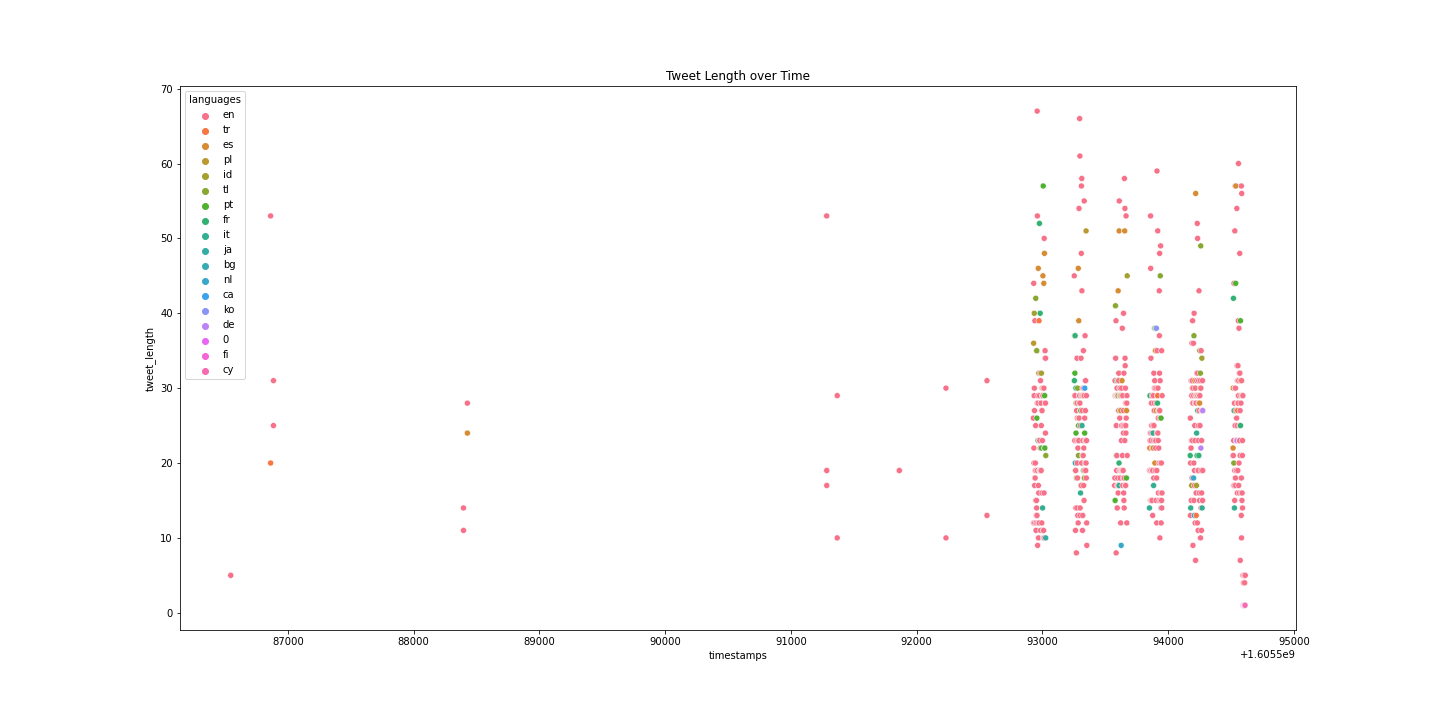 Tweet Length over Time
languages
en
tr
es
pl
id
tl
pt
fr
it
ja
bg
nl
ca
ko
de
0
fi
cy
70
60
50
40
30
20
10
0
tweet_length
87000 88000 89000 90000 91000 92000 93000 94000 95000
timestamps
+1.6055e9